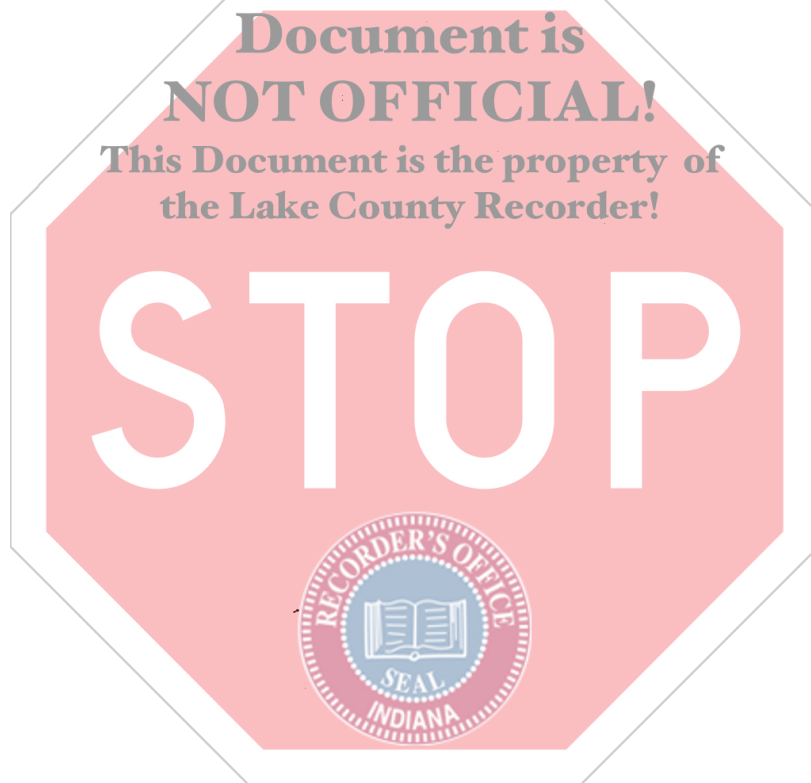 Document is
NOT OFFICIAL!
This Document is the property of
the Lake County Recorder!
STOP
RECORDER'S OFFICE
SEAL
INDIANA